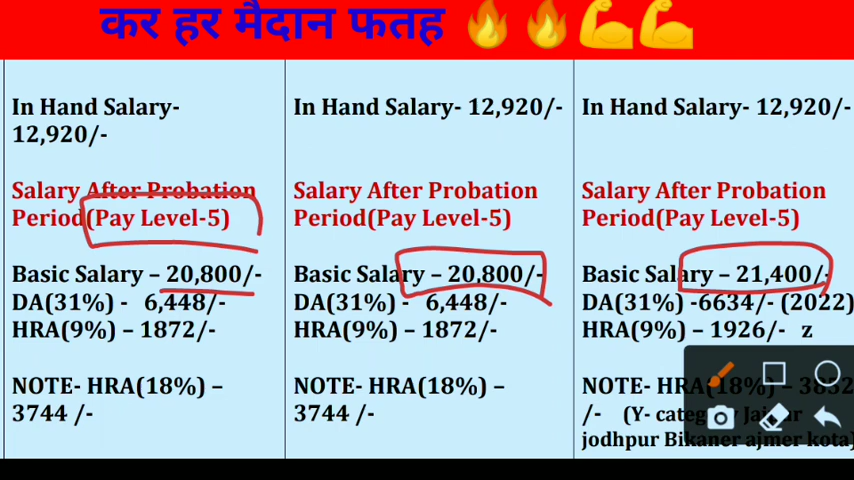 कर हर मैदान फतह 🔥🔥💪💪
In Hand Salary-
12,920/-
Salary After Probation
Period(Pay Level-5)
Basic Salary – 20,800/-
DA(31%) - 6,448/-
HRA(9%) – 1872/-
NOTE- HRA(18%) –
3744 /-
In Hand Salary- 12,920/-
Salary After Probation
Period(Pay Level-5)
Basic Salary – 20,800/-
DA(31%) - 6,448/-
HRA(9%) – 1872/-
NOTE- HRA(18%) –
3744 /-
In Hand Salary- 12,920/-
Salary After Probation
Period(Pay Level-5)
Basic Salary – 21,400/-
DA(31%) -6634/- (2022)
HRA(9%) – 1926/- z
NOTE- HRA(18%) – 3852
/- (Y- category Jaipur
jodhpur Bikaner ajmer kota)